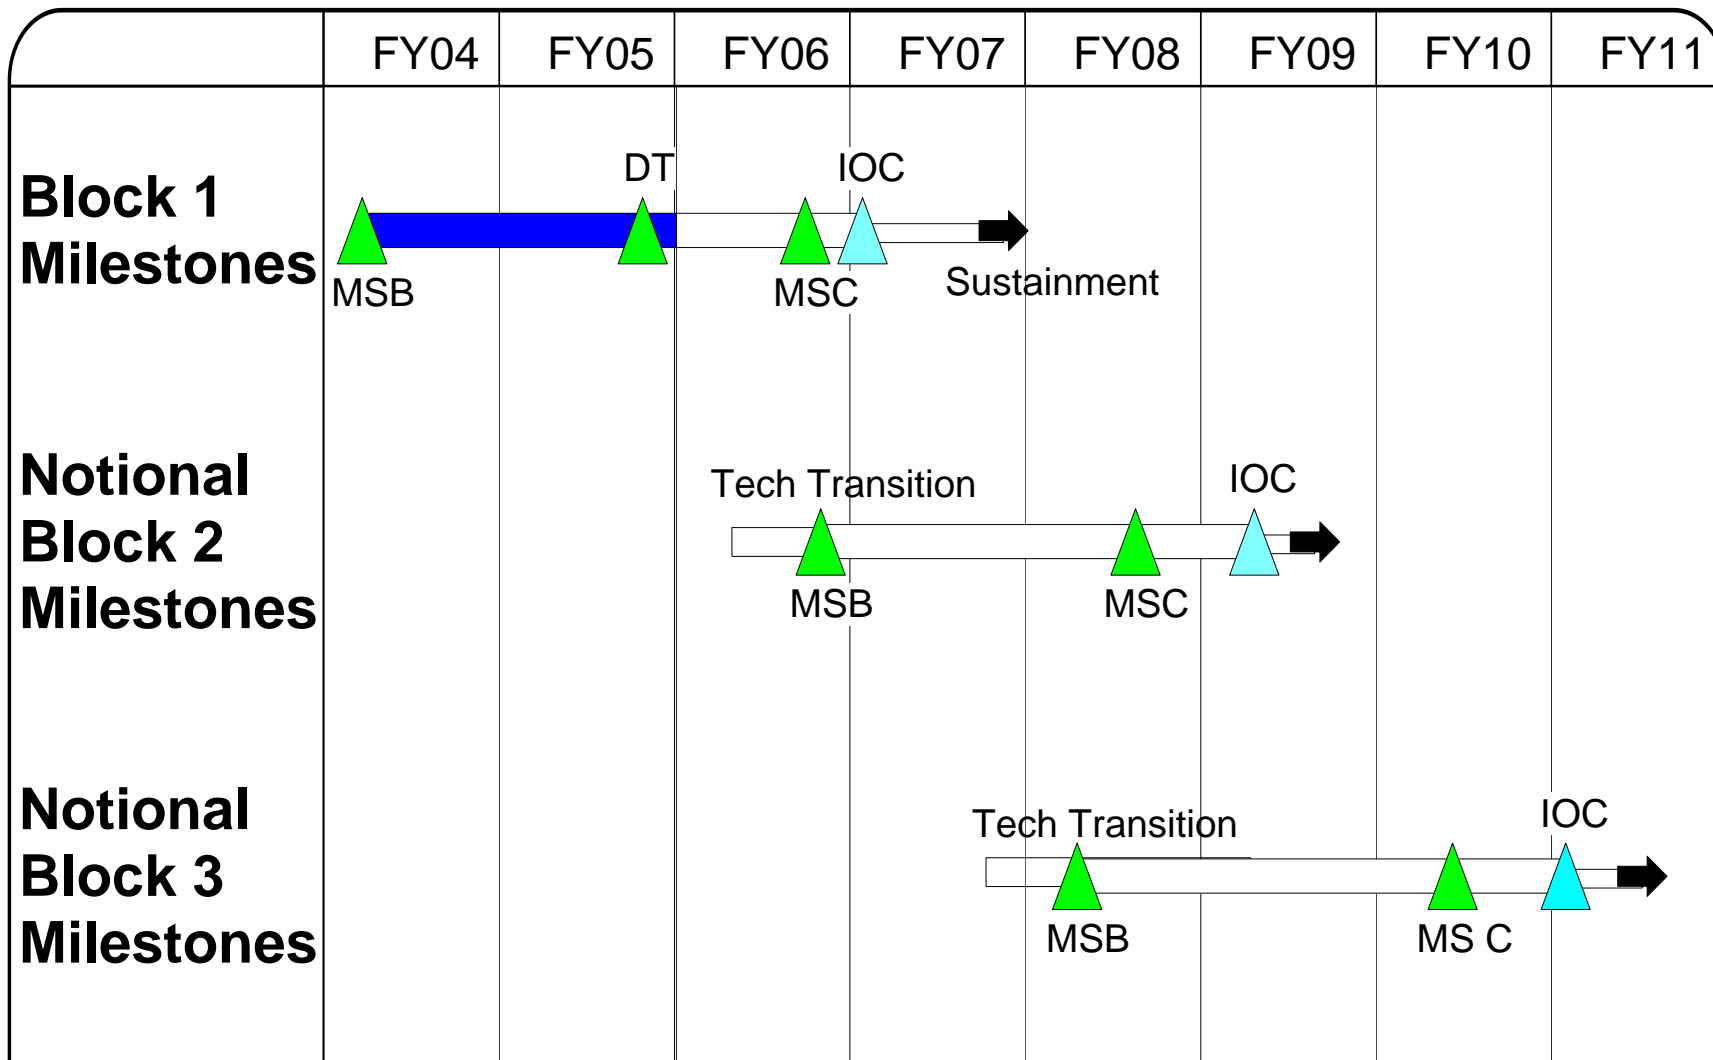 FY04 FY05 FY06 FY07 FY08 FY09 FY10 FY11
Block 1
Milestones
DT
IOC
MSB
MSC
Sustainment
Notional
Block 2
Milestones
Tech Transition
IOC
MSB
MSC
Notional
Block 3
Milestones
Tech Transition
IOC
MSB
MS C